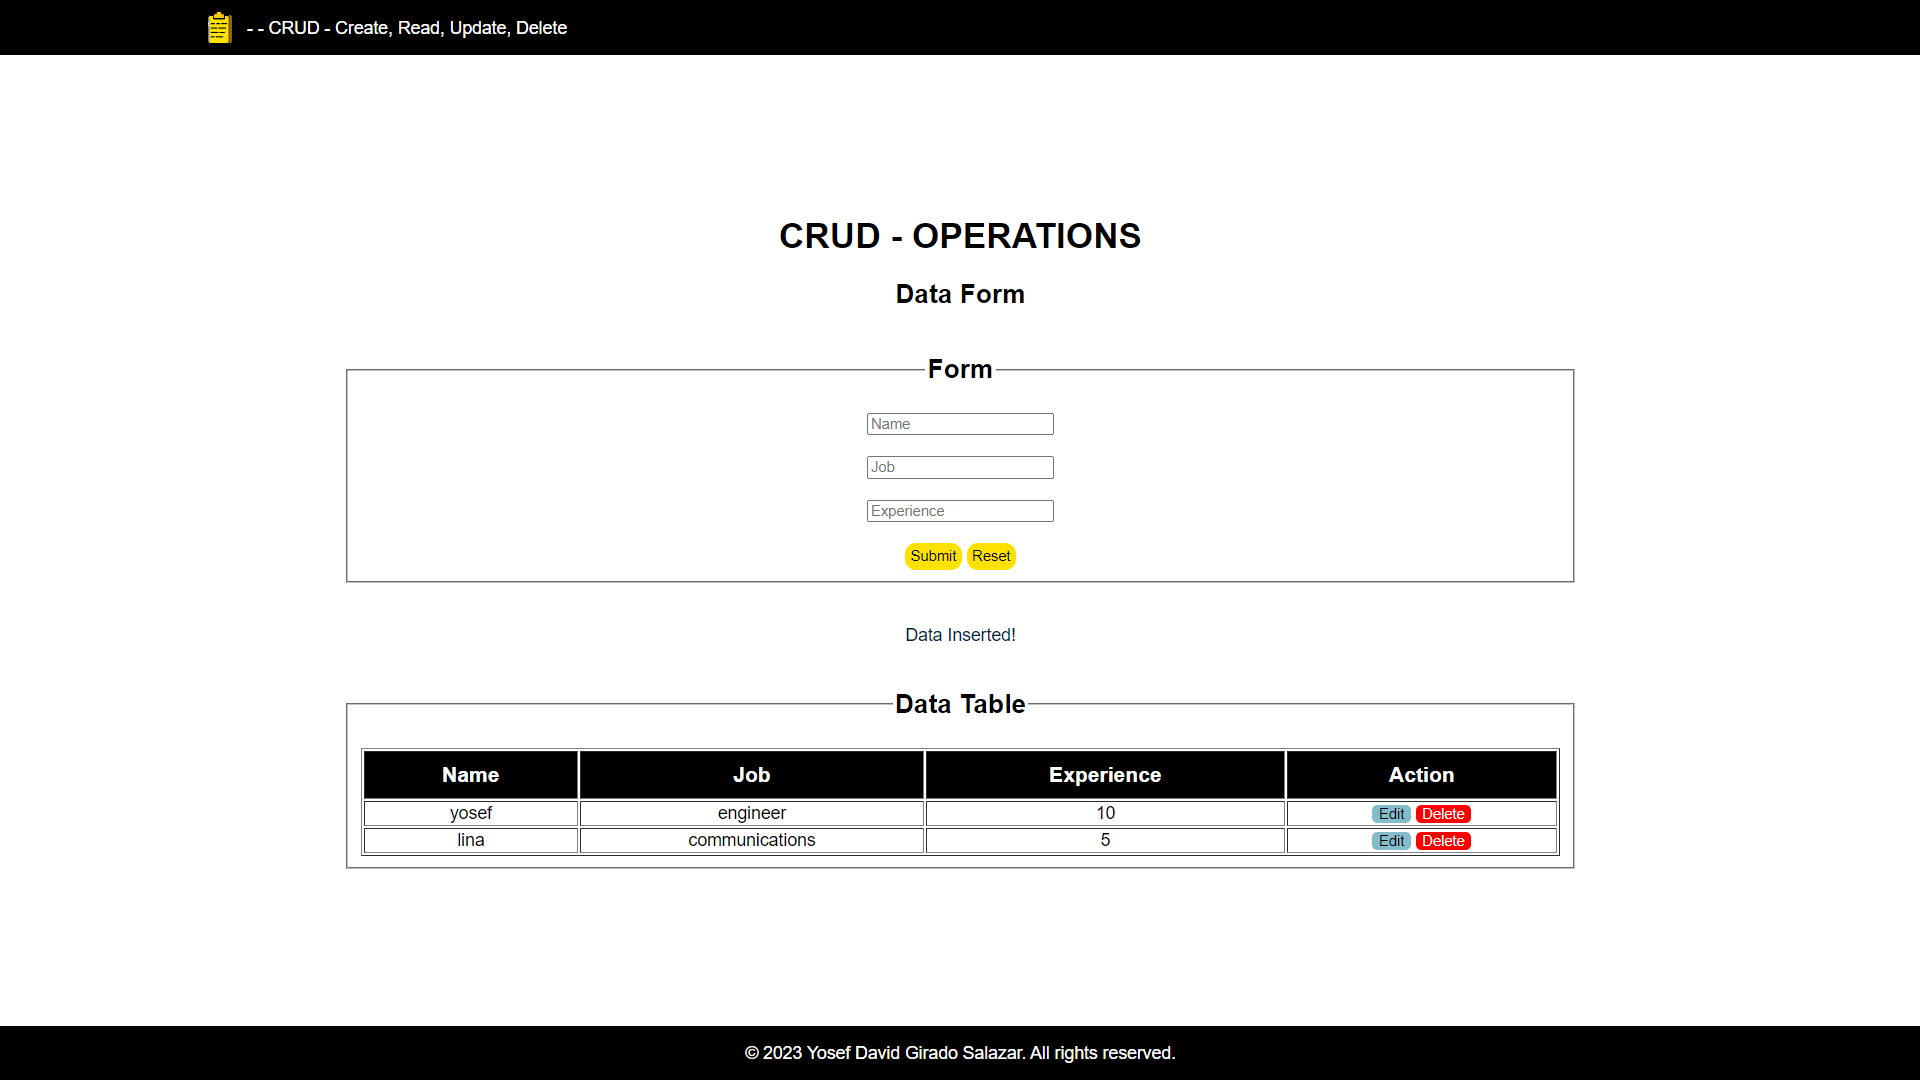 - - CRUD - Create, Read, Update, Delete
CRUD - OPERATIONS
Data Form
Form
Name
Job
Experience
Submit Reset
Data Inserted!
Data Table
Name Job Experience Action
yosef engineer 10 Edit Delete
lina communications 5 Edit Delete
© 2023 Yosef David Girado Salazar. All rights reserved.